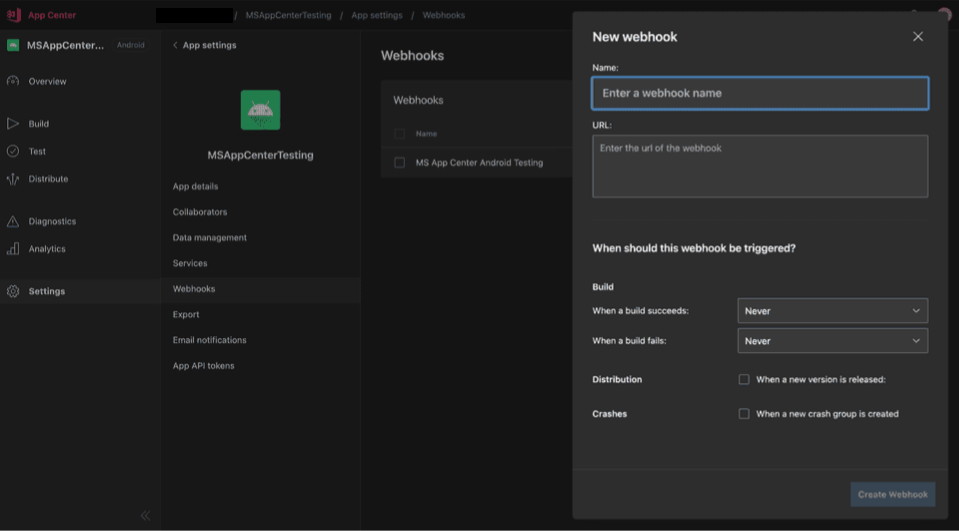 App Center
/ MSAppCenterTesting / App settings / Webhooks
MSAppCenter... Android
Overview
Build
Test
Distribute
Diagnostics
Analytics
Settings
App settings
MSAppCenterTesting
App details
Collaborators
Data management
Services
Webhooks
Export
Email notifications
App API tokens
Webhooks
Webhooks
Name
MS App Center Android Testing
New webhook
Name:
Enter a webhook name
URL:
Enter the url of the webhook
When should this webhook be triggered?
Build
When a build succeeds: Never
When a build fails: Never
Distribution When a new version is released:
Crashes When a new crash group is created
Create Webhook